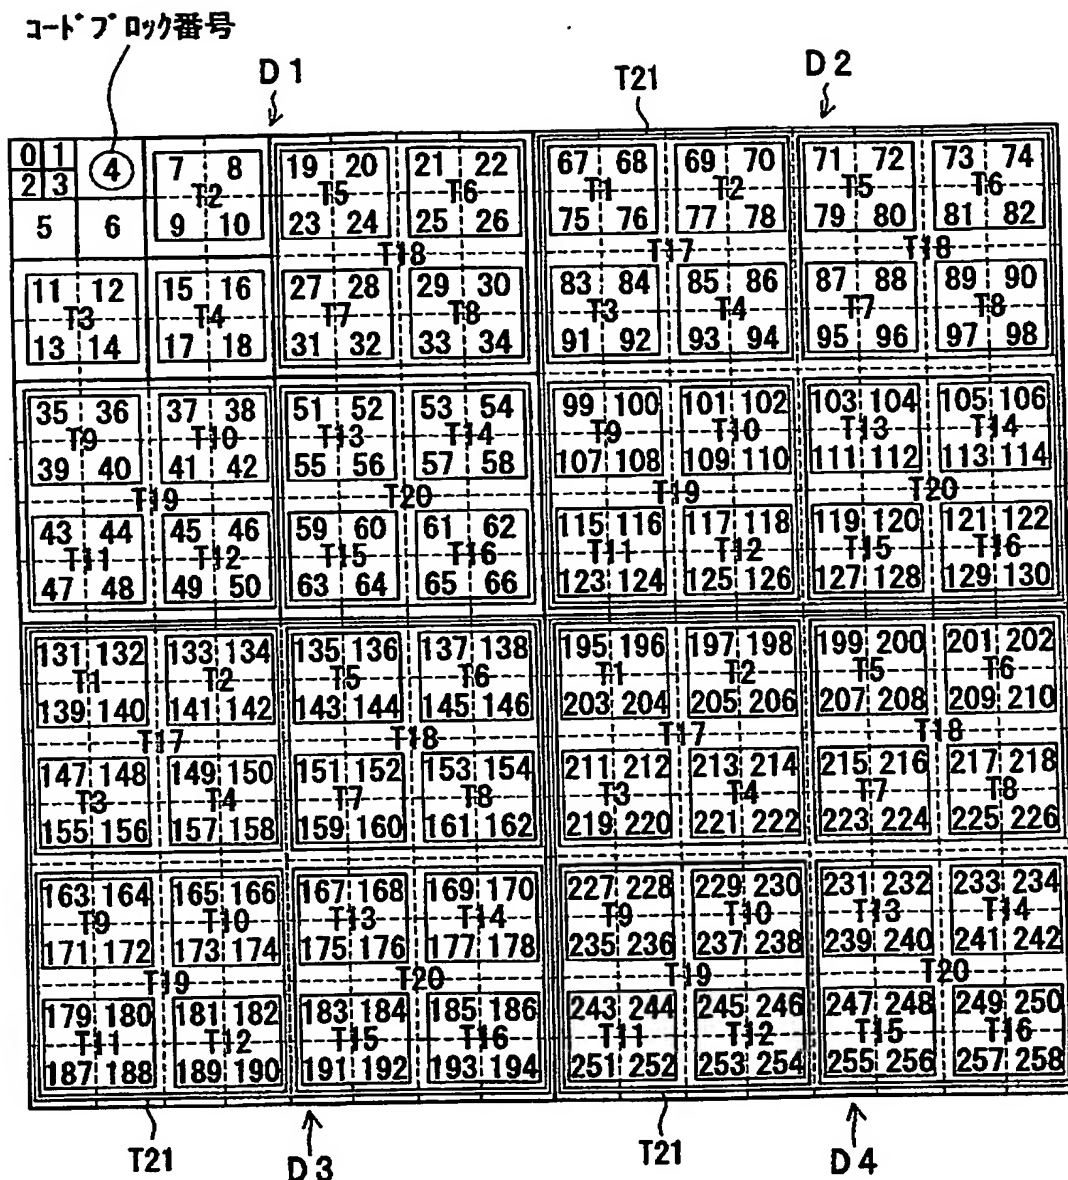 コードブロック番号
D1 T21 D2
0 1 4 7 8 19 20 21 22 67 68 69 70 71 72 73 74
2 3 T2 T5 T6 T1 T2 T5 T6
5 6 9 10 23 24 25 26 75 76 77 78 79 80 81 82
T18 T17 T18
11 12 15 16 27 28 29 30 83 84 85 86 87 88 89 90
T3 T4 T7 T8 T3 T4 T7 T8
13 14 17 18 31 32 33 34 91 92 93 94 95 96 97 98
35 36 37 38 51 52 53 54 99 100 101 102 103 104 105 106
T9 T10 T13 T14 T9 T10 T13 T14
39 40 41 42 55 56 57 58 107 108 109 110 111 112 113 114
T19 T20 T19 T20
43 44 45 46 59 60 61 62 115 116 117 118 119 120 121 122
T11 T12 T15 T16 T11 T12 T15 T16
47 48 49 50 63 64 65 66 123 124 125 126 127 128 129 130
131 132 133 134 135 136 137 138 195 196 197 198 199 200 201 202
T1 T2 T5 T6 T1 T2 T5 T6
139 140 141 142 143 144 145 146 203 204 205 206 207 208 209 210
T17 T18 T17 T18
147 148 149 150 151 152 153 154 211 212 213 214 215 216 217 218
T3 T4 T7 T8 T3 T4 T7 T8
155 156 157 158 159 160 161 162 219 220 221 222 223 224 225 226
163 164 165 166 167 168 169 170 227 228 229 230 231 232 233 234
T9 T10 T13 T14 T9 T10 T13 T14
171 172 173 174 175 176 177 178 235 236 237 238 239 240 241 242
T19 T20 T19 T20
179 180 181 182 183 184 185 186 243 244 245 246 247 248 249 250
T11 T12 T15 T16 T11 T12 T15 T16
187 188 189 190 191 192 193 194 251 252 253 254 255 256 257 258
T21 D3 T21 D4